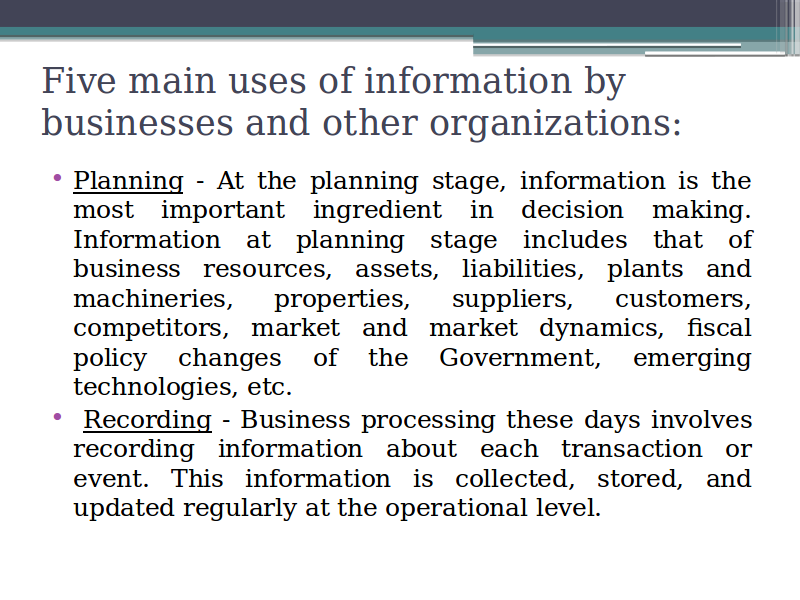 Five main uses of information by
businesses and other organizations:
• Planning - At the planning stage, information is the
most important ingredient in decision making.
Information at planning stage includes that of
business resources, assets, liabilities, plants and
machineries, properties, suppliers, customers,
competitors, market and market dynamics, fiscal
policy changes of the Government, emerging
technologies, etc.
• Recording - Business processing these days involves
recording information about each transaction or
event. This information is collected, stored, and
updated regularly at the operational level.